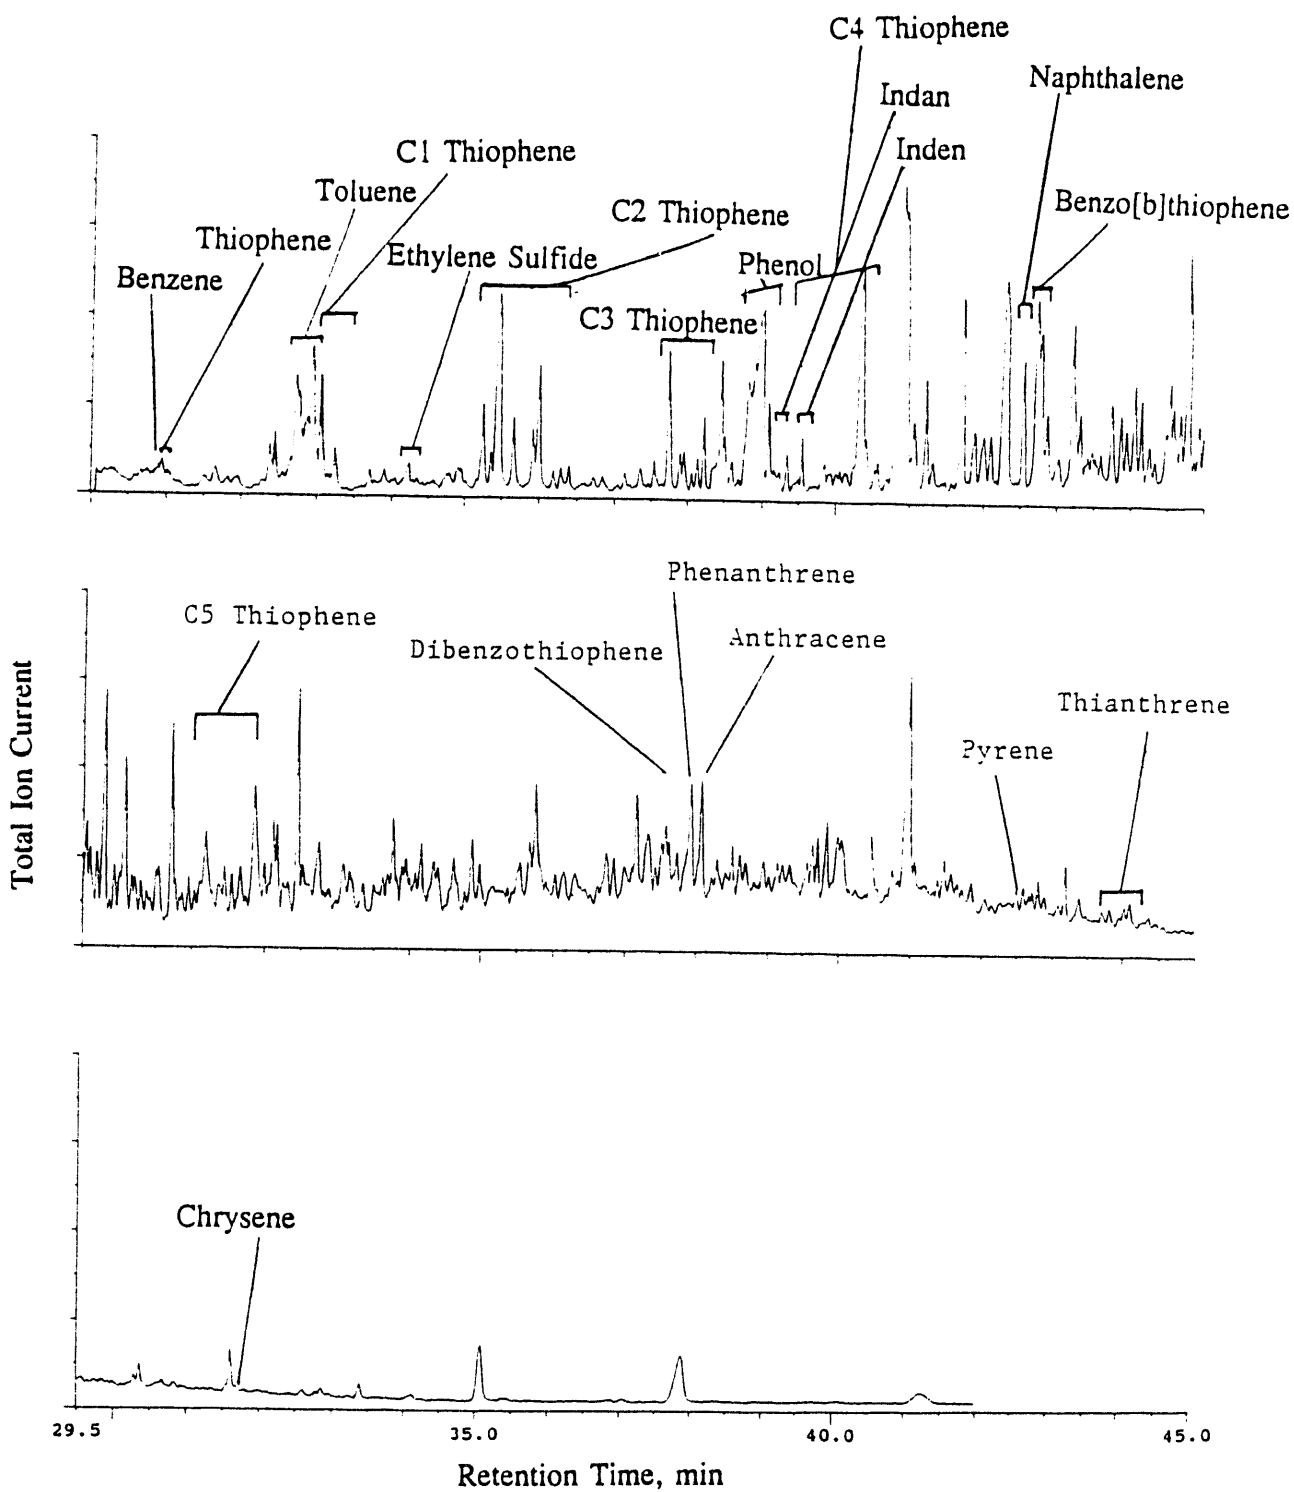 C4 Thiophene
Naphthalene
Indan
C1 Thiophene
Inden
Toluene
Benzo[b]thiophene
C2 Thiophene
Thiophene
Ethylene Sulfide
Phenol
Benzene
C3 Thiophene
Phenanthrene
C5 Thiophene
Anthracene
Dibenzothiophene
Thianthrene
Pyrene
Total Ion Current
Chrysene
29.5 35.0 40.0 45.0
Retention Time, min